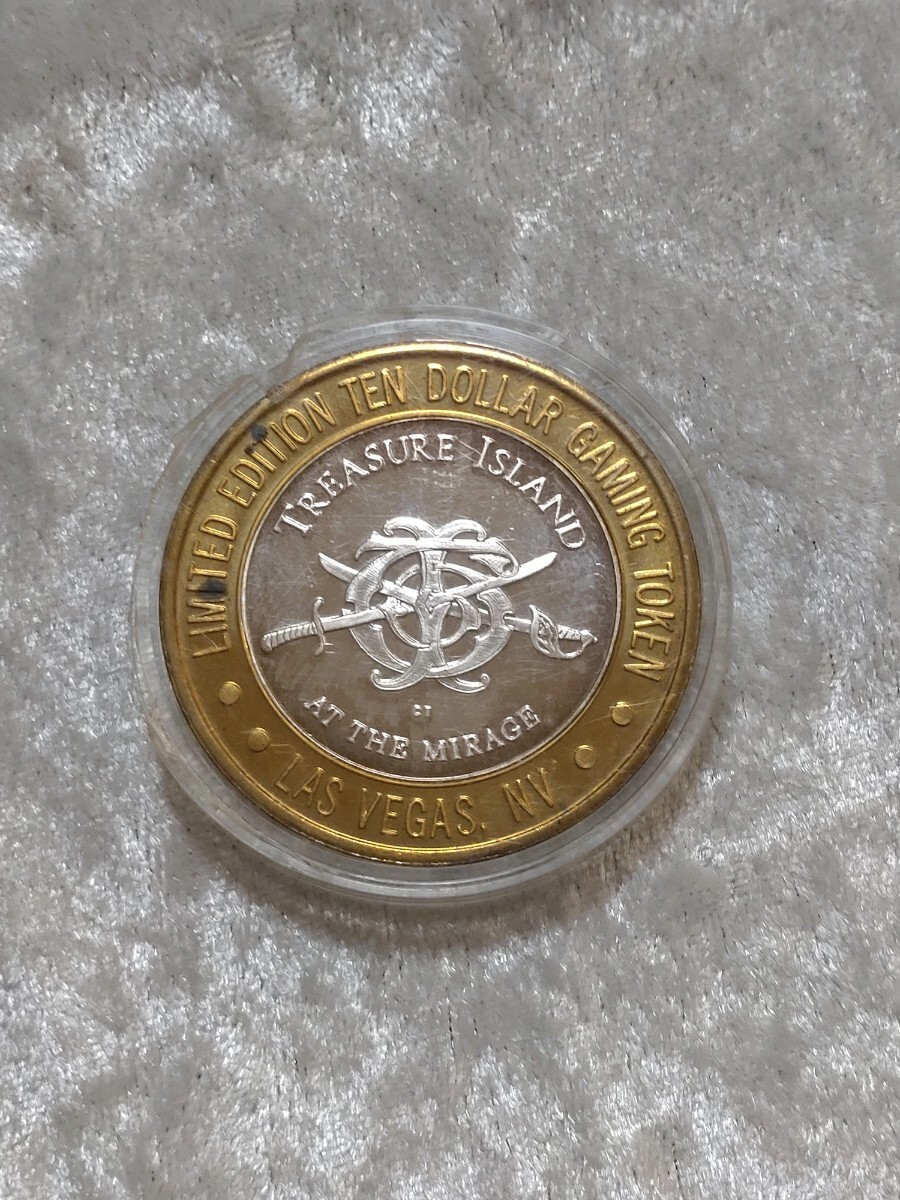 LIMITED EDITION TEN DOLLAR GAMING TOKEN
TREASURE ISLAND
AT THE MIRAGE
LAS VEGAS, NV